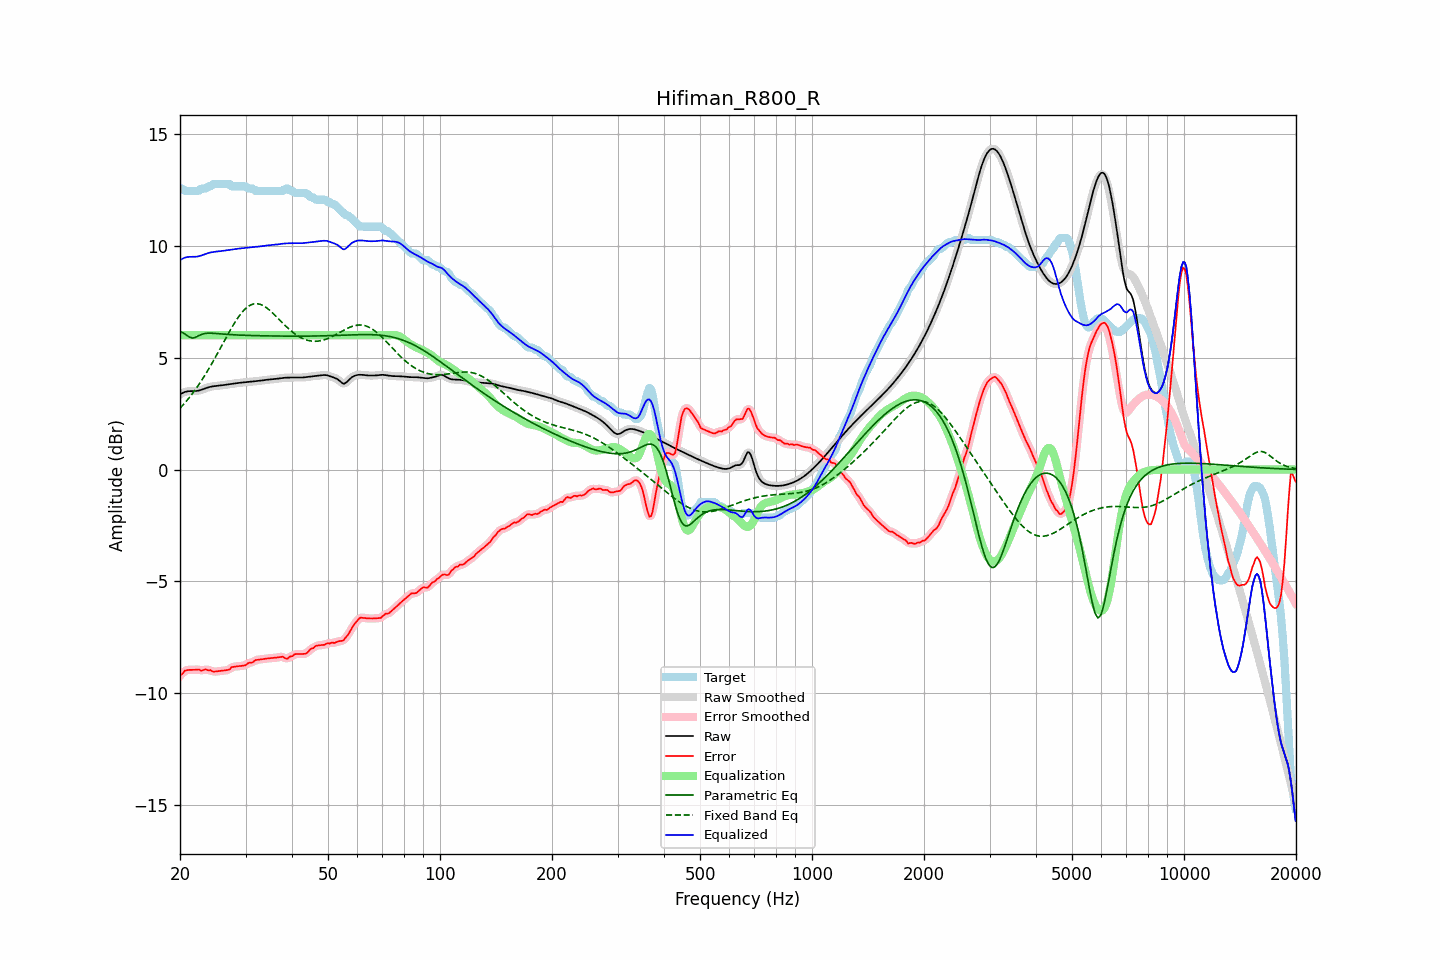 Hifiman_R800_R
15
10
5
0
−5
−10
−15
Amplitude (dBr)
Target
Raw Smoothed
Error Smoothed
Raw
Error
Equalization
Parametric Eq
Fixed Band Eq
Equalized
20 50 100 200 500 1000 2000 5000 10000 20000
Frequency (Hz)